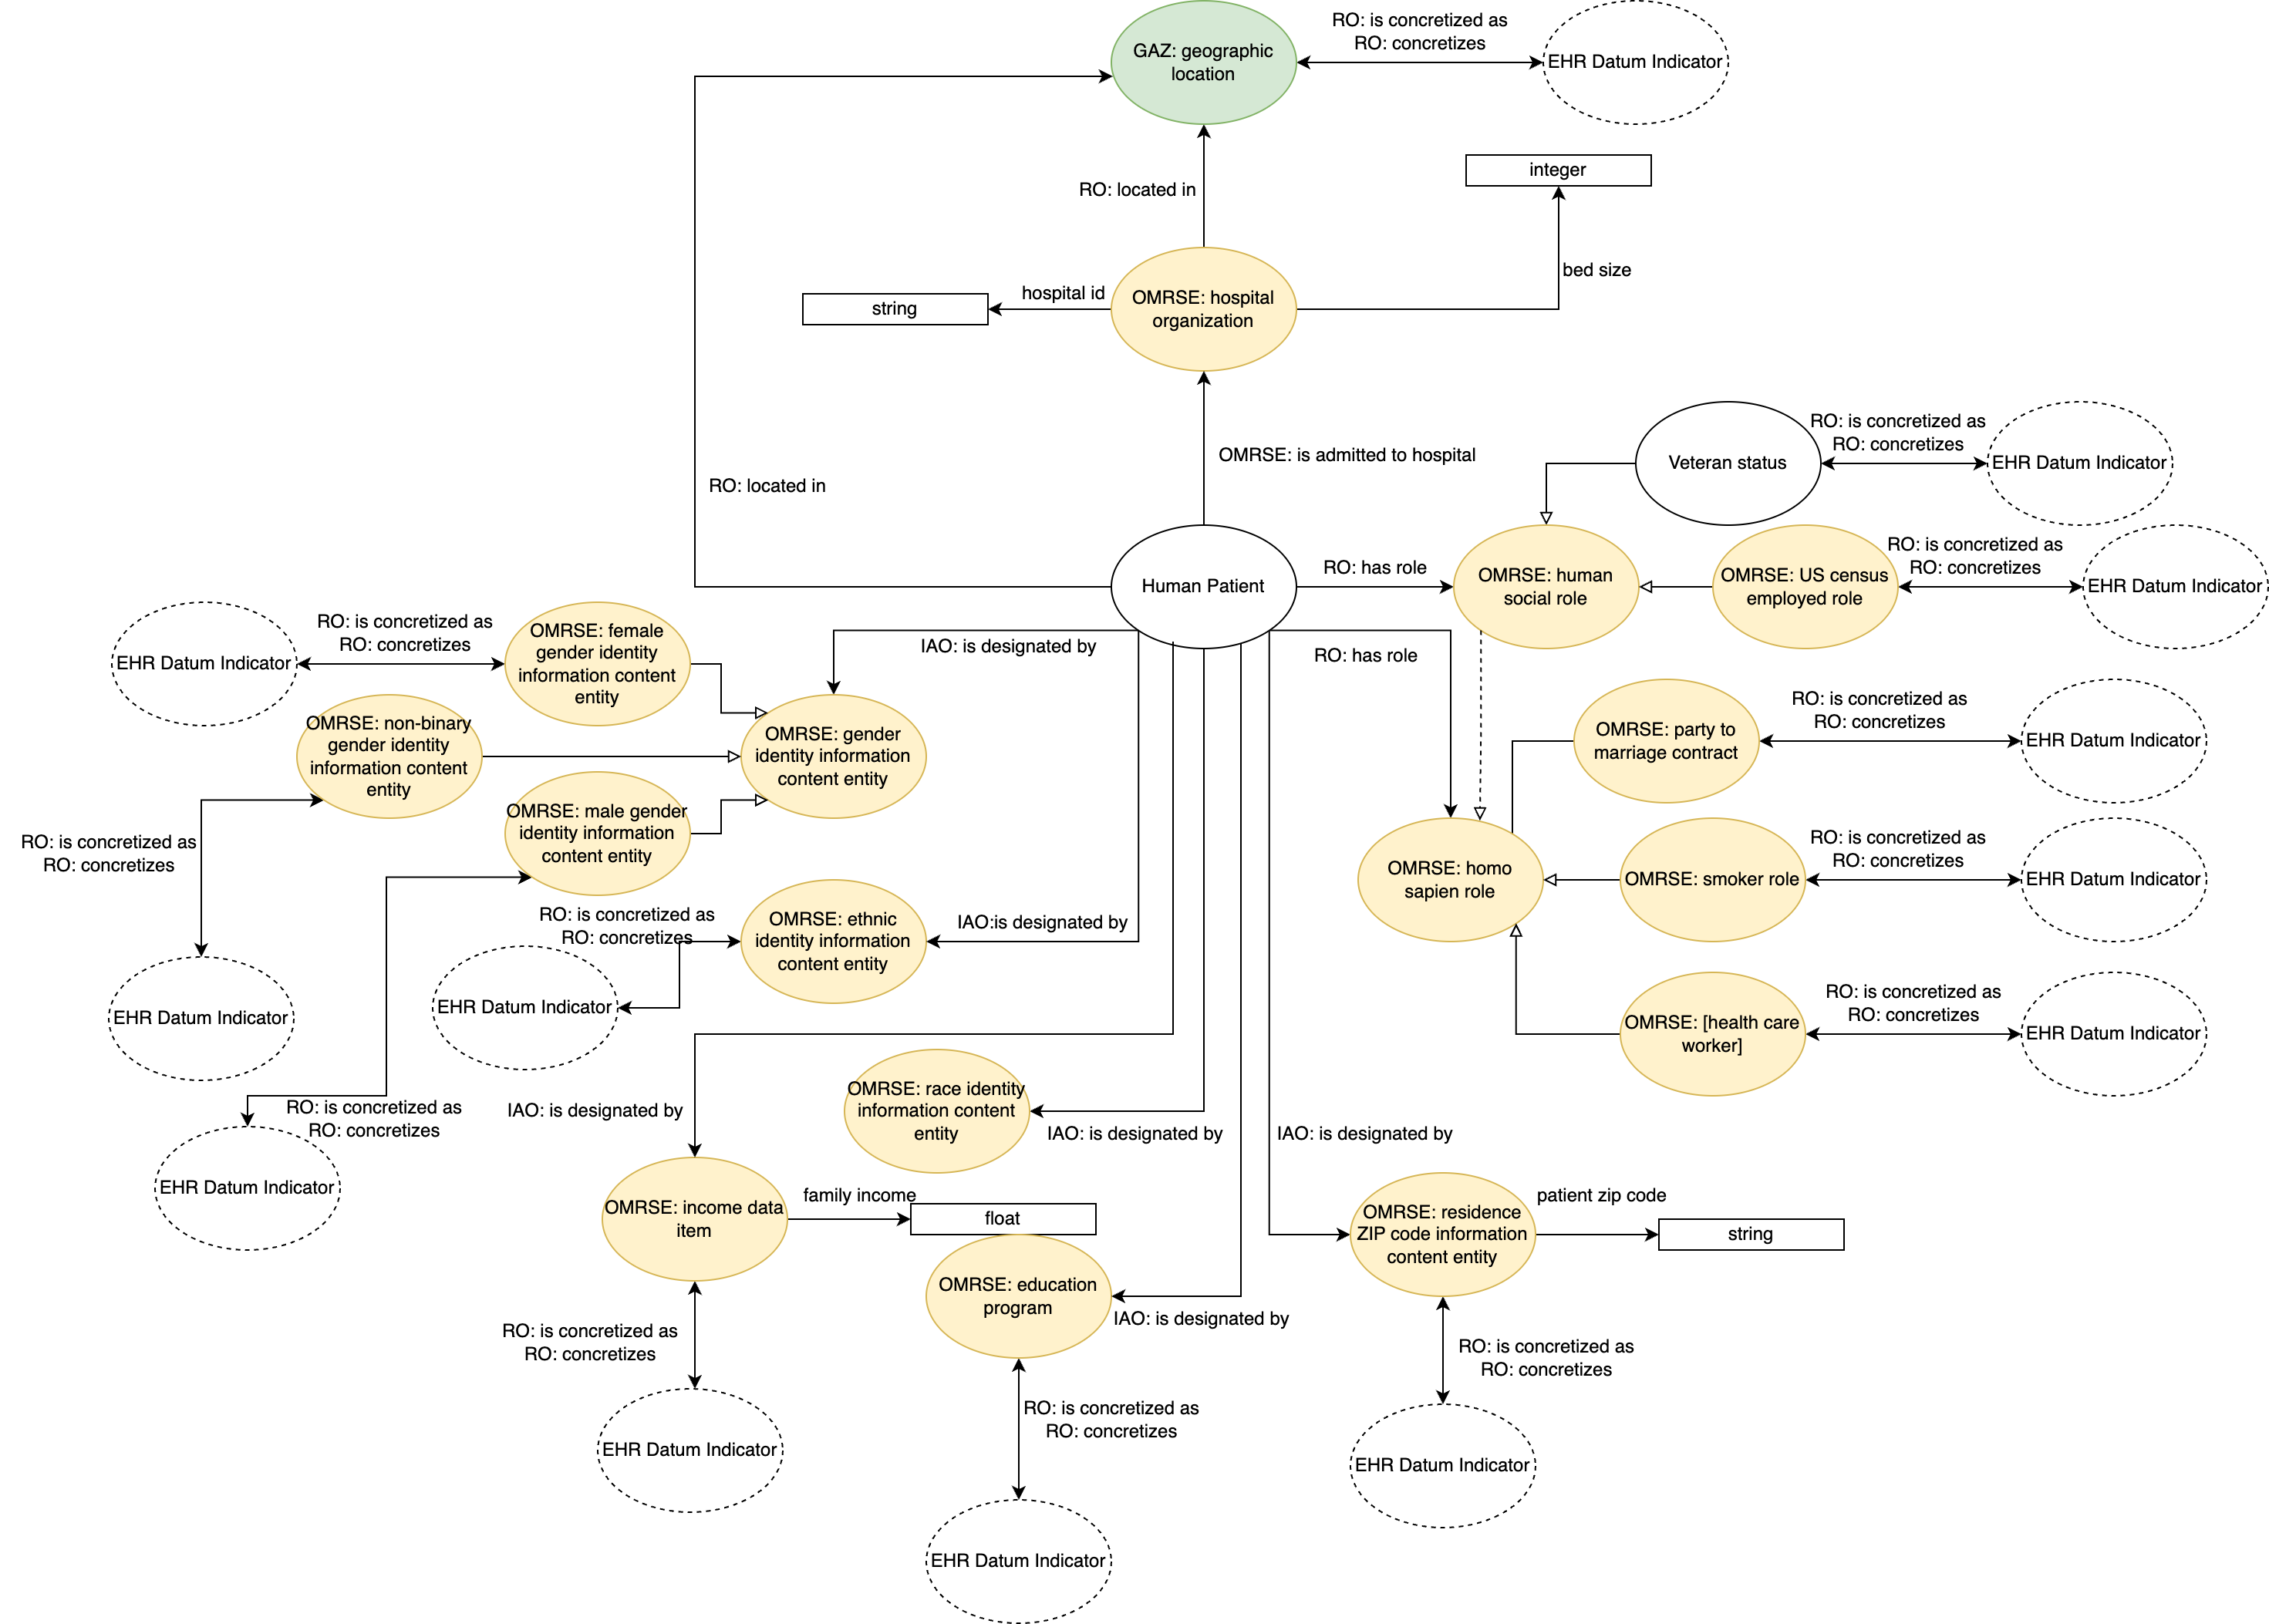 RO: is concretized as
RO: concretizes
GAZ: geographic
location
EHR Datum Indicator
integer
RO: located in
bed size
hospital id
string
OMRSE: hospital
organization
OMRSE: is admitted to hospital
RO: located in
Veteran status
RO: is concretized as
RO: concretizes
EHR Datum Indicator
Human Patient
RO: has role
OMRSE: human
social role
OMRSE: US census
employed role
RO: is concretized as
RO: concretizes
EHR Datum Indicator
EHR Datum Indicator
RO: is concretized as
RO: concretizes
OMRSE: female
gender identity
information content
entity
IAO: is designated by
RO: has role
OMRSE: non-binary
gender identity
information content
entity
OMRSE: gender
identity information
content entity
OMRSE: party to
marriage contract
RO: is concretized as
RO: concretizes
EHR Datum Indicator
OMRSE: male gender
identity information
content entity
RO: is concretized as
RO: concretizes
OMRSE: homo
sapien role
OMRSE: smoker role
RO: is concretized as
RO: concretizes
EHR Datum Indicator
RO: is concretized as
RO: concretizes
OMRSE: ethnic
identity information
content entity
IAO:is designated by
EHR Datum Indicator
EHR Datum Indicator
OMRSE: [health care
worker]
RO: is concretized as
RO: concretizes
EHR Datum Indicator
RO: is concretized as
RO: concretizes
EHR Datum Indicator
IAO: is designated by
OMRSE: race identity
information content
entity
IAO: is designated by
IAO: is designated by
OMRSE: income data
item
family income
float
OMRSE: residence
ZIP code information
content entity
patient zip code
string
OMRSE: education
program
IAO: is designated by
RO: is concretized as
RO: concretizes
RO: is concretized as
RO: concretizes
RO: is concretized as
RO: concretizes
EHR Datum Indicator
EHR Datum Indicator
EHR Datum Indicator